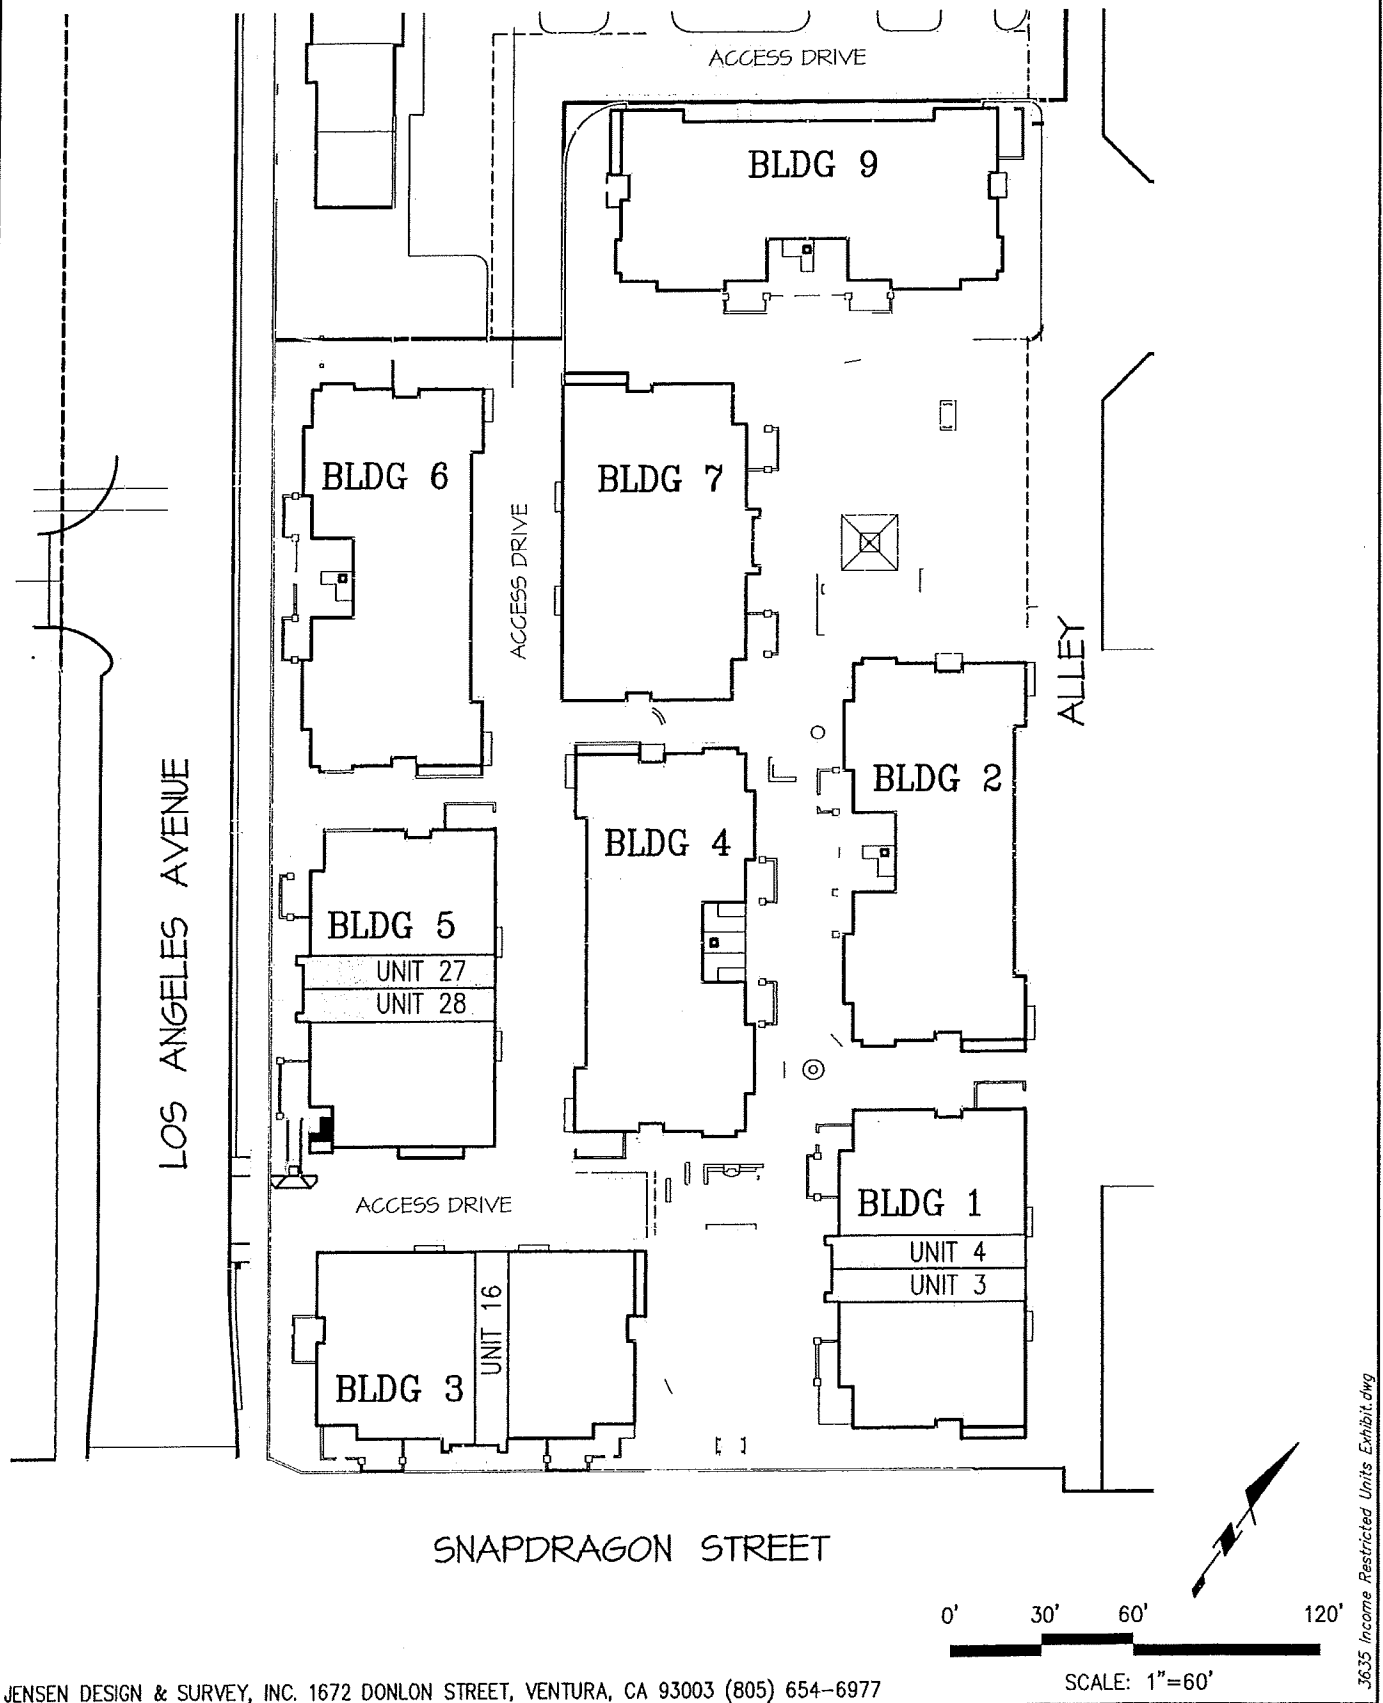 ACCESS DRIVE
BLDG 9
BLDG 6
BLDG 7
ACCESS DRIVE
ALLEY
BLDG 2
LOS ANGELES AVENUE
BLDG 4
BLDG 5
UNIT 27
UNIT 28
ACCESS DRIVE
BLDG 1
UNIT 4
UNIT 3
UNIT 16
BLDG 3
SNAPDRAGON STREET
0' 30' 60' 120'
SCALE: 1"=60'
3635 Income Restricted Units Exhibit.dwg
JENSEN DESIGN & SURVEY, INC. 1672 DONLON STREET, VENTURA, CA 93003 (805) 654-6977